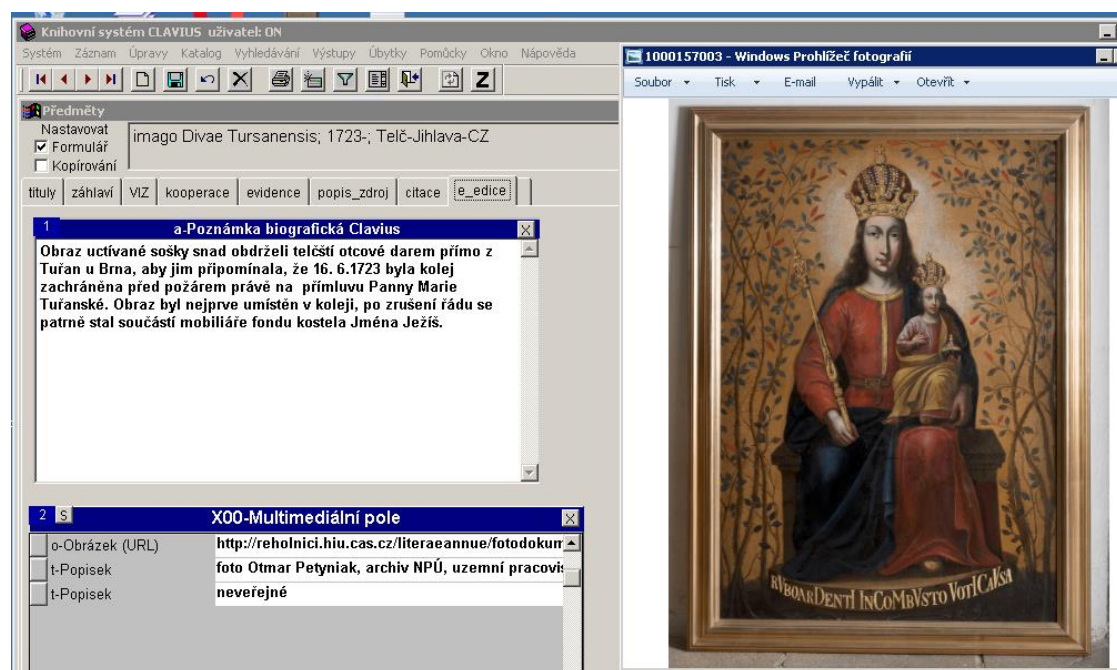 Knihovní systém CLAVIUS uživatel: ON
Systém Záznam Úpravy Katalog Vyhledávání Výstupy Úbytky Pomůcky Okno Nápověda
Z
Předměty
Nastavovat
Formulář
Kopírování
imago Divae Tursanensis; 1723-; Telč-Jihlava-CZ
tituly záhlaví VIZ kooperace evidence popis_zdroj citace e_edice
1 a-Poznámka biografická Clavius X
Obraz uctívané sošky snad obdrželi telčští otcové darem přímo z
Tuřan u Brna, aby jim připomínala, že 16. 6.1723 byla kolej
zachráněna před požárem právě na přímluvu Panny Marie
Tuřanské. Obraz byl nejprve umístěn v koleji, po zrušení řádu se
patrně stal součástí mobiliáře fondu kostela Jména Ježíš.
2 S X00-Multimediální pole X
o-Obrázek (URL) http://reholnici.hiu.cas.cz/literaeannue/fotodokum
t-Popisek foto Otmar Petyniak, archiv NPÚ, uzemní pracovis
t-Popisek neveřejné
1000157003 - Windows Prohlížeč fotografií
Soubor Tisk E-mail Vypálit Otevřít
RVBO ARDENTI INCOMBVSTO VOTI CAVSA